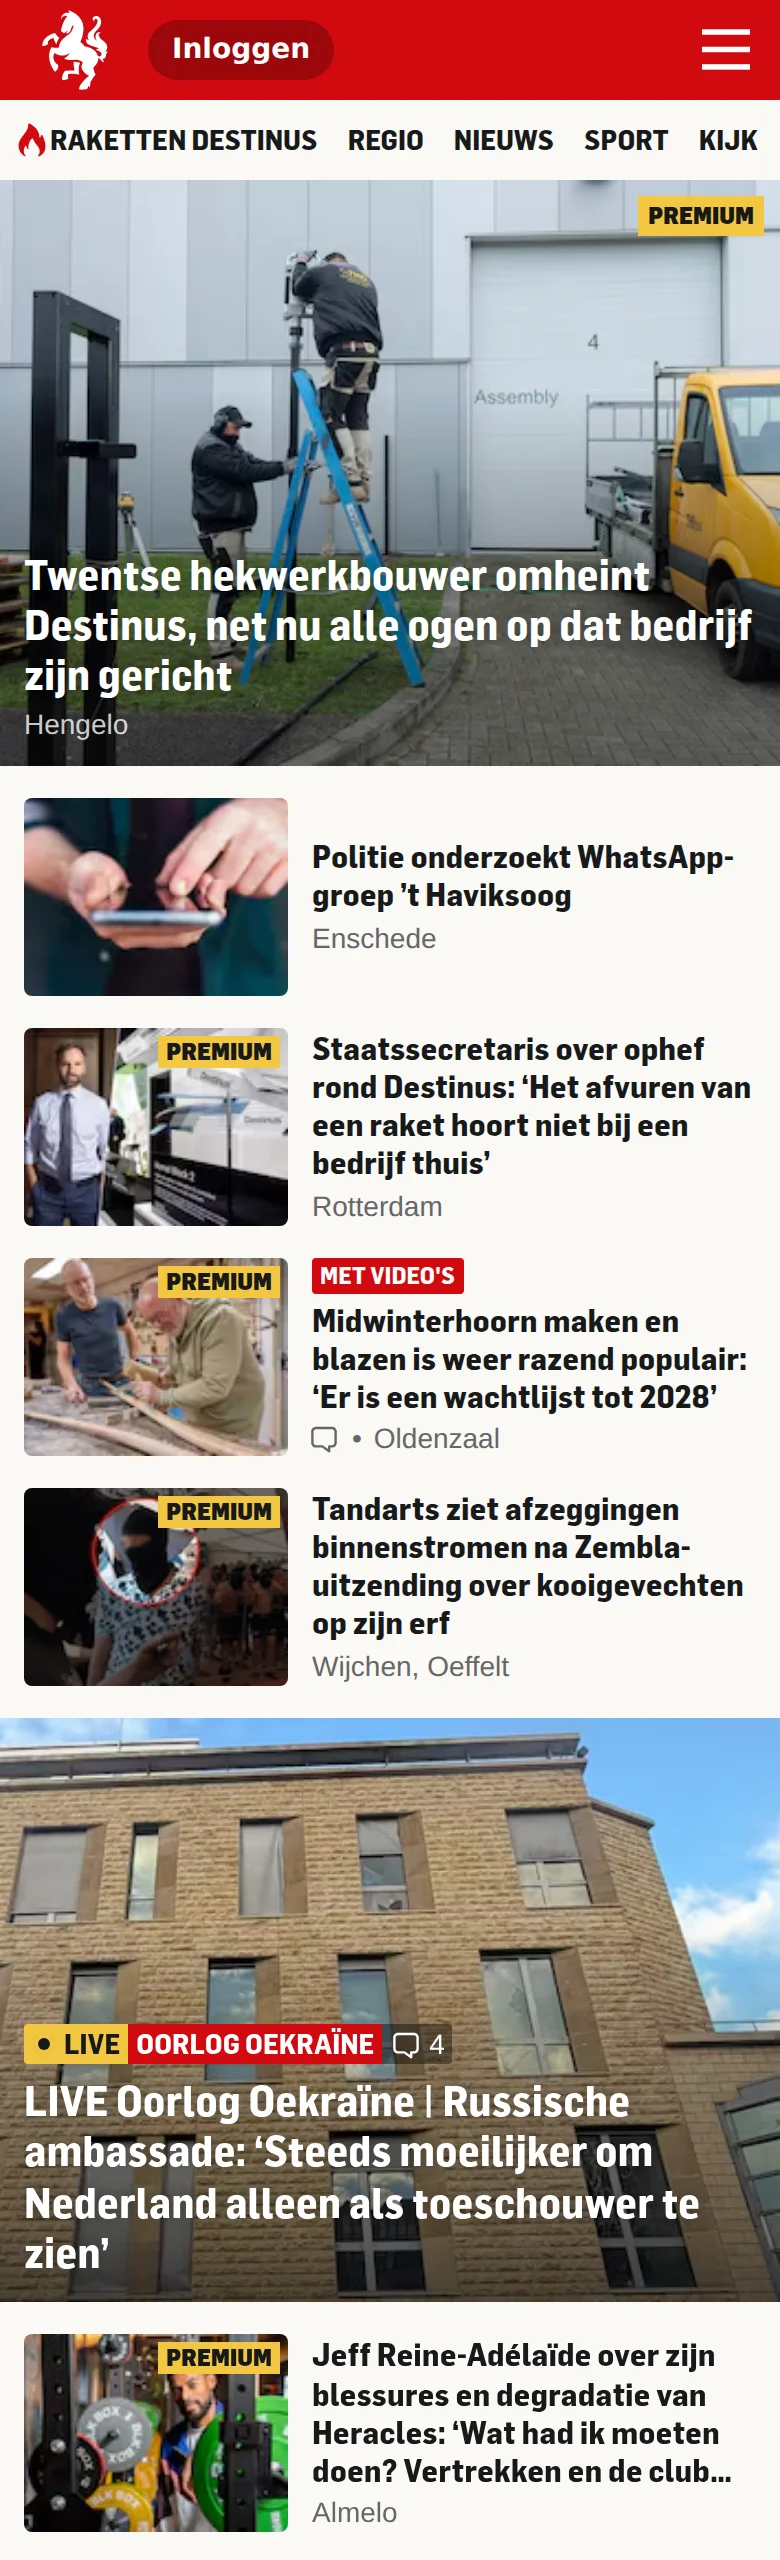 Inloggen
RAKETTEN DESTINUS REGIO NIEUWS SPORT KIJK
PREMIUM
4
Assembly
Twentse hekwerkbouwer omheint
Destinus, net nu alle ogen op dat bedrijf
zijn gericht
Hengelo
Politie onderzoekt WhatsApp-
groep ’t Haviksoog
Enschede
PREMIUM
Destinus
Staatssecretaris over ophef
rond Destinus: ‘Het afvuren van
een raket hoort niet bij een
bedrijf thuis’
Rotterdam
PREMIUM
MET VIDEO'S
Midwinterhoorn maken en
blazen is weer razend populair:
‘Er is een wachtlijst tot 2028’
• Oldenzaal
PREMIUM
Tandarts ziet afzeggingen
binnenstromen na Zembla-
uitzending over kooigevechten
op zijn erf
Wijchen, Oeffelt
• LIVE OORLOG OEKRAÏNE 4
LIVE Oorlog Oekraïne | Russische
ambassade: ‘Steeds moeilijker om
Nederland alleen als toeschouwer te
zien’
PREMIUM
BLK BOX
Jeff Reine-Adélaïde over zijn
blessures en degradatie van
Heracles: ‘Wat had ik moeten
doen? Vertrekken en de club...
Almelo